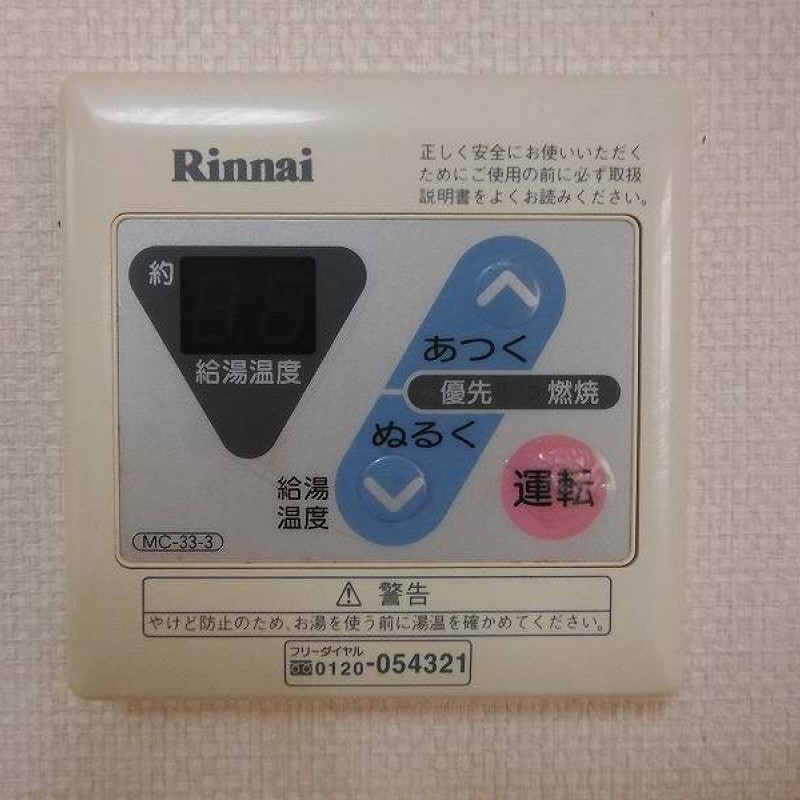 Rinnai
正しく安全にお使いいただく
ためにご使用の前に必ず取扱
説明書をよくお読みください。
約
給湯温度
あつく
優先 燃焼
ぬるく
給湯
温度
運転
MC-33-3
警告
やけど防止のため、お湯を使う前に湯温を確かめてください。
フリーダイヤル
0120-054321